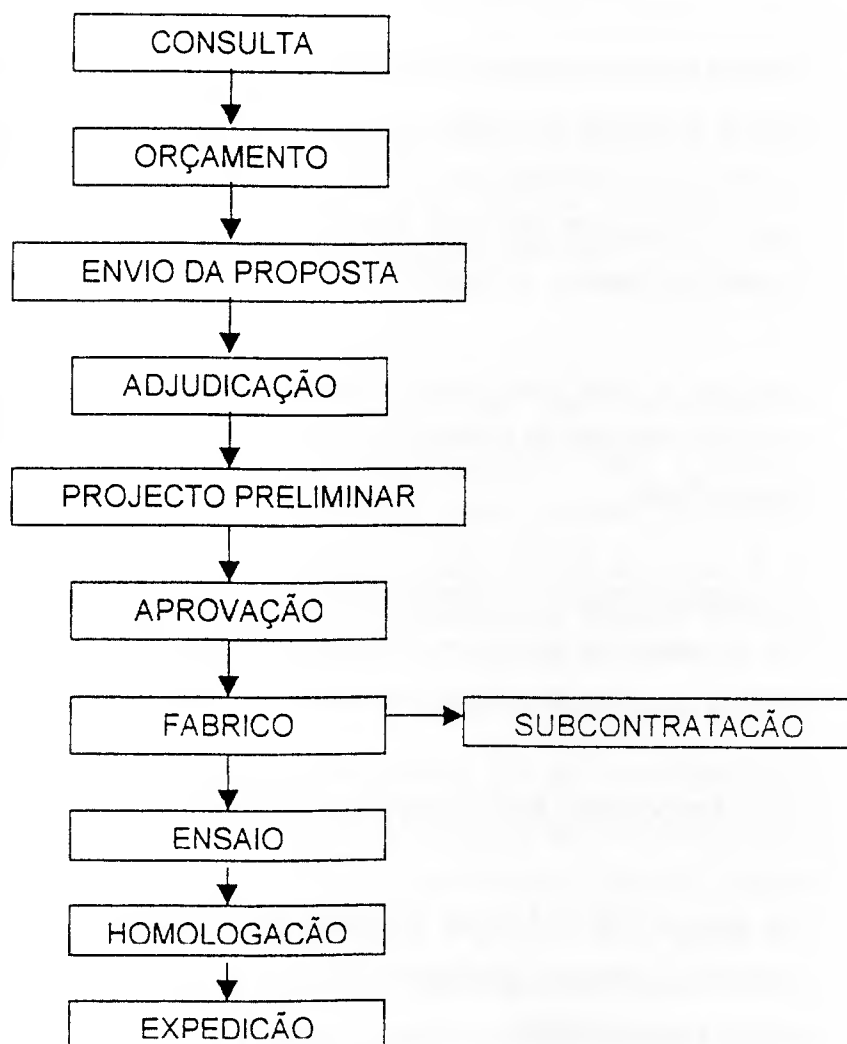 CONSULTA
ORÇAMENTO
ENVIO DA PROPOSTA
ADJUDICAÇÃO
PROJECTO PRELIMINAR
APROVAÇÃO
FABRICO
SUBCONTRATACÃO
ENSAIO
HOMOLOGACÃO
EXPEDICÃO